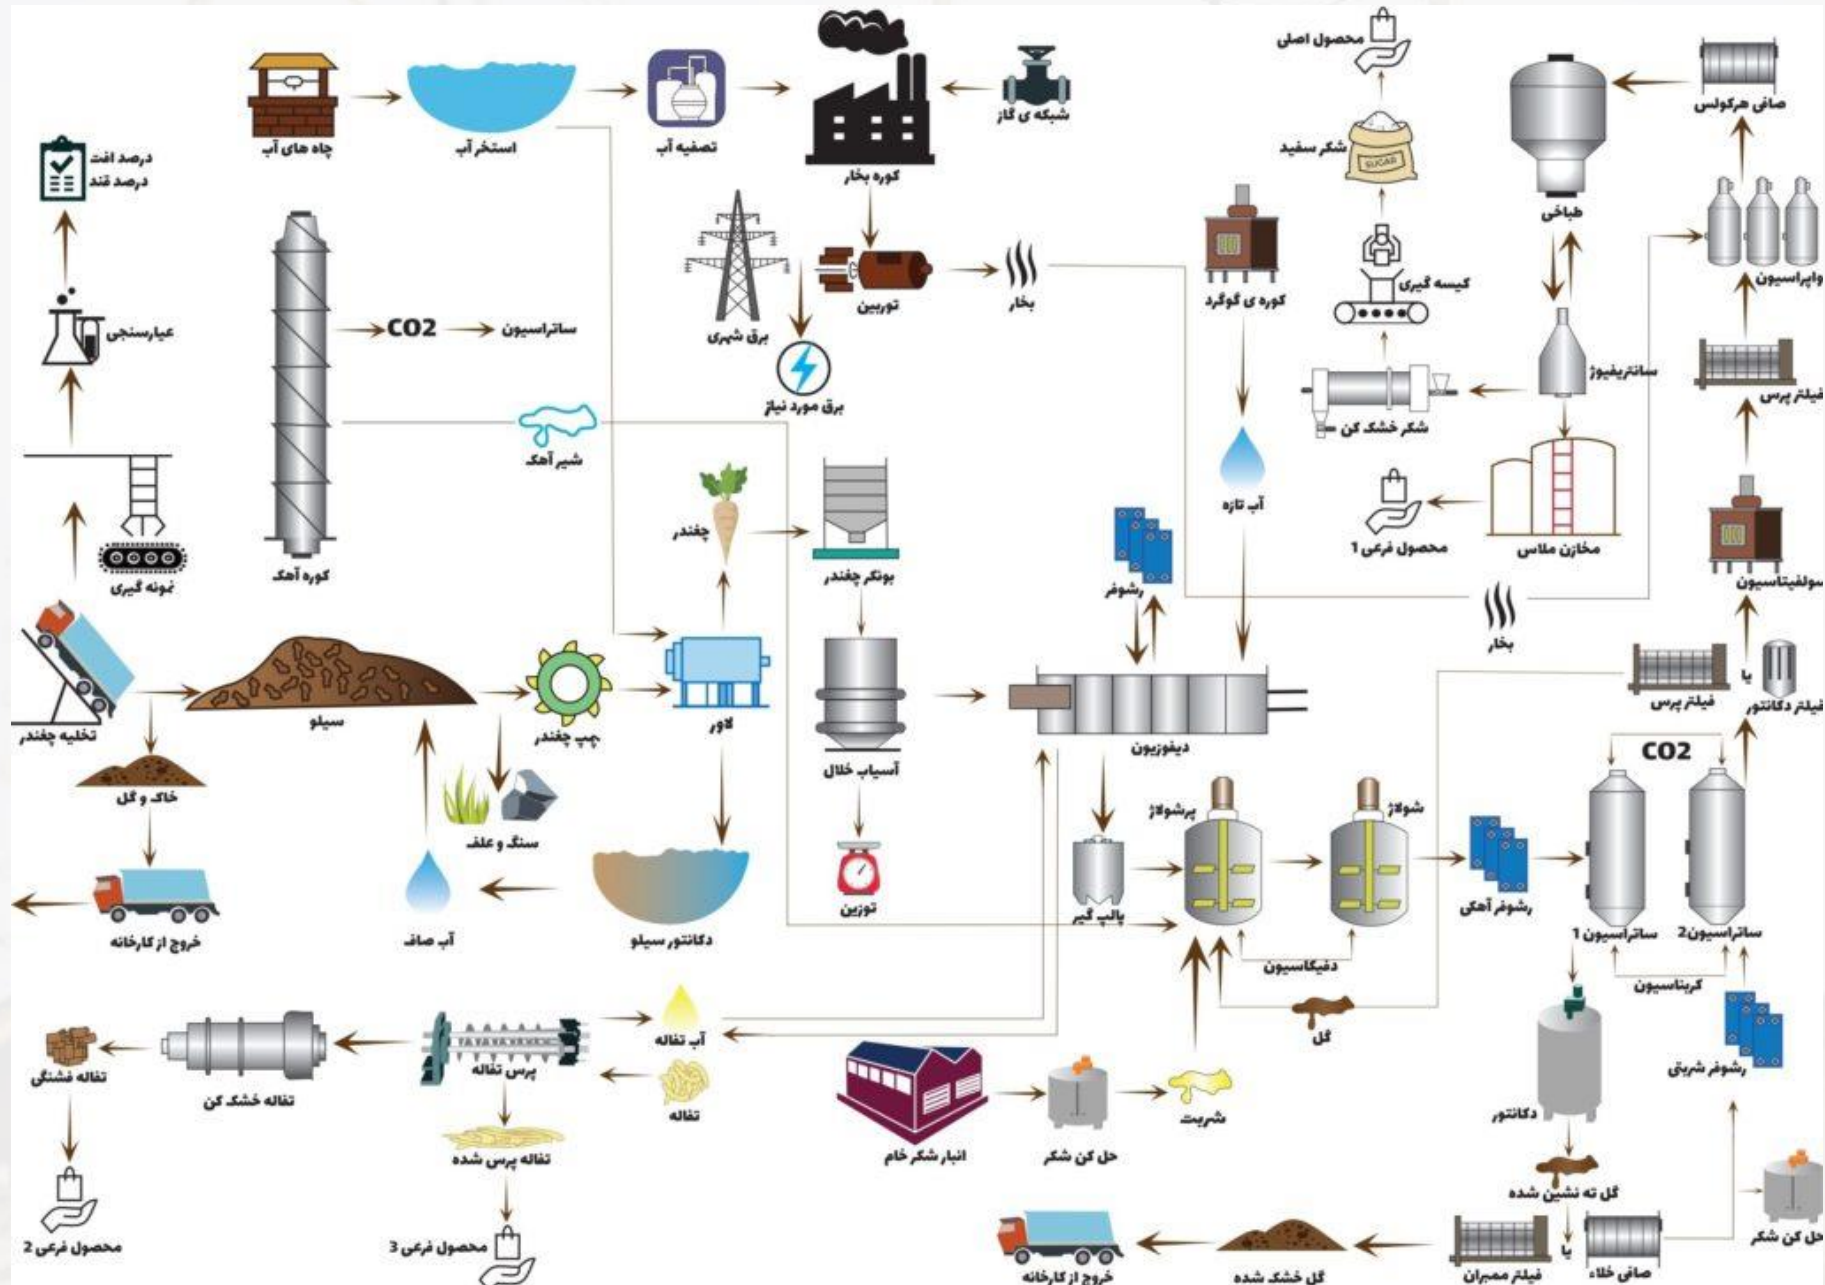 محصول اصلی
صافی هرکولس
چاه های آب
استخر آب
تصفیه آب
کوره بخار
شبکه ی گاز
شکر سفید
SUGAR
درصد افت
درصد قند
طباخی
واپراسیون
عیارسنجی
CO2
ساتراسیون
برق شهری
توربین
بخار
کوره ی گوگرد
کیسه گیری
سانتریفیوژ
فیلتر پرس
برق مورد نیاز
شکر خشک کن
شیر آهک
چغندر
بونکر چغندر
آب تازه
محصول فرعی 1
مخازن ملاس
نمونه گیری
کوره آهک
رشوفر
سولفیتاسیون
بخار
تخلیه چغندر
سیلو
پمپ چغندر
لاور
آسیاب خلال
دیفوزیون
فیلتر پرس
یا
فیلتر دکانتور
CO2
خاک و گل
سنگ و علف
پرشولاژ
شولاژ
خروج از کارخانه
آب صاف
دکانتور سیلو
توزین
پالپ گیر
رشوفر آهکی
ساتراسیون 1
ساتراسیون2
دفیکاسیون
کربناسیون
گل
تفاله فشنگی
تفاله خشک کن
پرس تفاله
آب تفاله
تفاله
رشوفر شربتی
دکانتور
شربت
تفاله پرس شده
انبار شکر خام
حل کن شکر
گل ته نشین شده
محصول فرعی 2
محصول فرعی 3
خروج از کارخانه
گل خشک شده
فیلتر ممبران
یا
صافی خلاء
حل کن شکر